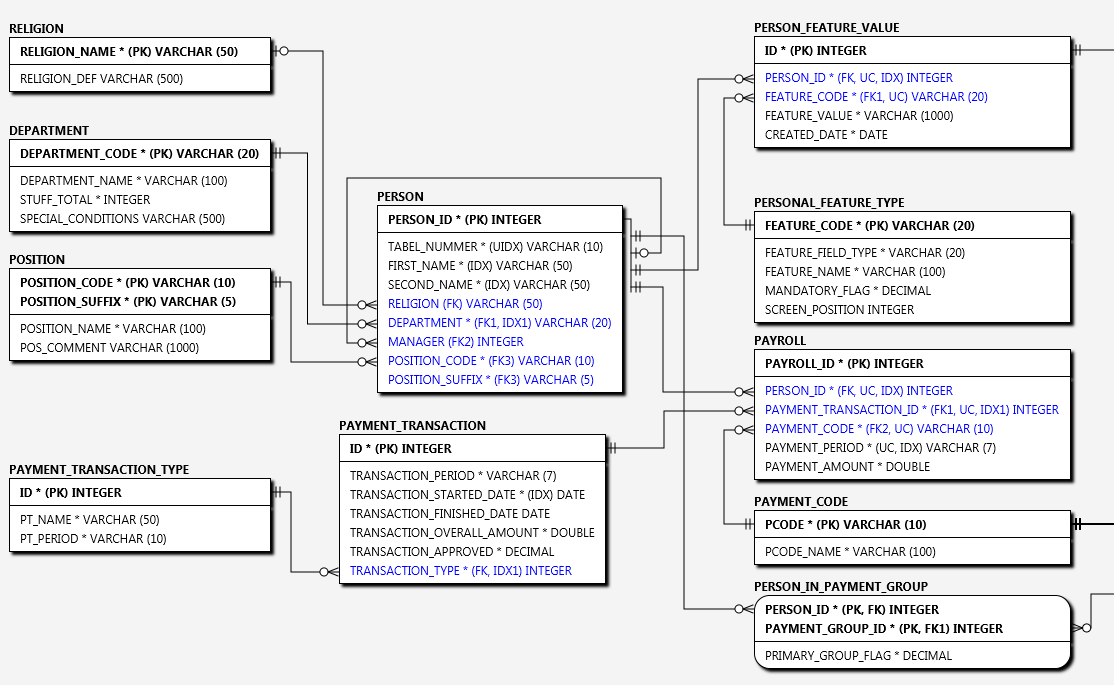 RELIGION
RELIGION_NAME * (PK) VARCHAR (50)
RELIGION_DEF VARCHAR (500)
DEPARTMENT
DEPARTMENT_CODE * (PK) VARCHAR (20)
DEPARTMENT_NAME * VARCHAR (100)
STUFF_TOTAL * INTEGER
SPECIAL_CONDITIONS VARCHAR (500)
POSITION
POSITION_CODE * (PK) VARCHAR (10)
POSITION_SUFFIX * (PK) VARCHAR (5)
POSITION_NAME * VARCHAR (100)
POS_COMMENT VARCHAR (1000)
PAYMENT_TRANSACTION_TYPE
ID * (PK) INTEGER
PT_NAME * VARCHAR (50)
PT_PERIOD * VARCHAR (10)
PERSON
PERSON_ID * (PK) INTEGER
TABEL_NUMMER * (UIDX) VARCHAR (10)
FIRST_NAME * (IDX) VARCHAR (50)
SECOND_NAME * (IDX) VARCHAR (50)
RELIGION (FK) VARCHAR (50)
DEPARTMENT * (FK1, IDX1) VARCHAR (20)
MANAGER (FK2) INTEGER
POSITION_CODE * (FK3) VARCHAR (10)
POSITION_SUFFIX * (FK3) VARCHAR (5)
PAYMENT_TRANSACTION
ID * (PK) INTEGER
TRANSACTION_PERIOD * VARCHAR (7)
TRANSACTION_STARTED_DATE * (IDX) DATE
TRANSACTION_FINISHED_DATE DATE
TRANSACTION_OVERALL_AMOUNT * DOUBLE
TRANSACTION_APPROVED * DECIMAL
TRANSACTION_TYPE * (FK, IDX1) INTEGER
PERSON_FEATURE_VALUE
ID * (PK) INTEGER
PERSON_ID * (FK, UC, IDX) INTEGER
FEATURE_CODE * (FK1, UC) VARCHAR (20)
FEATURE_VALUE * VARCHAR (1000)
CREATED_DATE * DATE
PERSONAL_FEATURE_TYPE
FEATURE_CODE * (PK) VARCHAR (20)
FEATURE_FIELD_TYPE * VARCHAR (20)
FEATURE_NAME * VARCHAR (100)
MANDATORY_FLAG * DECIMAL
SCREEN_POSITION INTEGER
PAYROLL
PAYROLL_ID * (PK) INTEGER
PERSON_ID * (FK, UC, IDX) INTEGER
PAYMENT_TRANSACTION_ID * (FK1, UC, IDX1) INTEGER
PAYMENT_CODE * (FK2, UC) VARCHAR (10)
PAYMENT_PERIOD * (UC, IDX) VARCHAR (7)
PAYMENT_AMOUNT * DOUBLE
PAYMENT_CODE
PCODE * (PK) VARCHAR (10)
PCODE_NAME * VARCHAR (100)
PERSON_IN_PAYMENT_GROUP
PERSON_ID * (PK, FK) INTEGER
PAYMENT_GROUP_ID * (PK, FK1) INTEGER
PRIMARY_GROUP_FLAG * DECIMAL